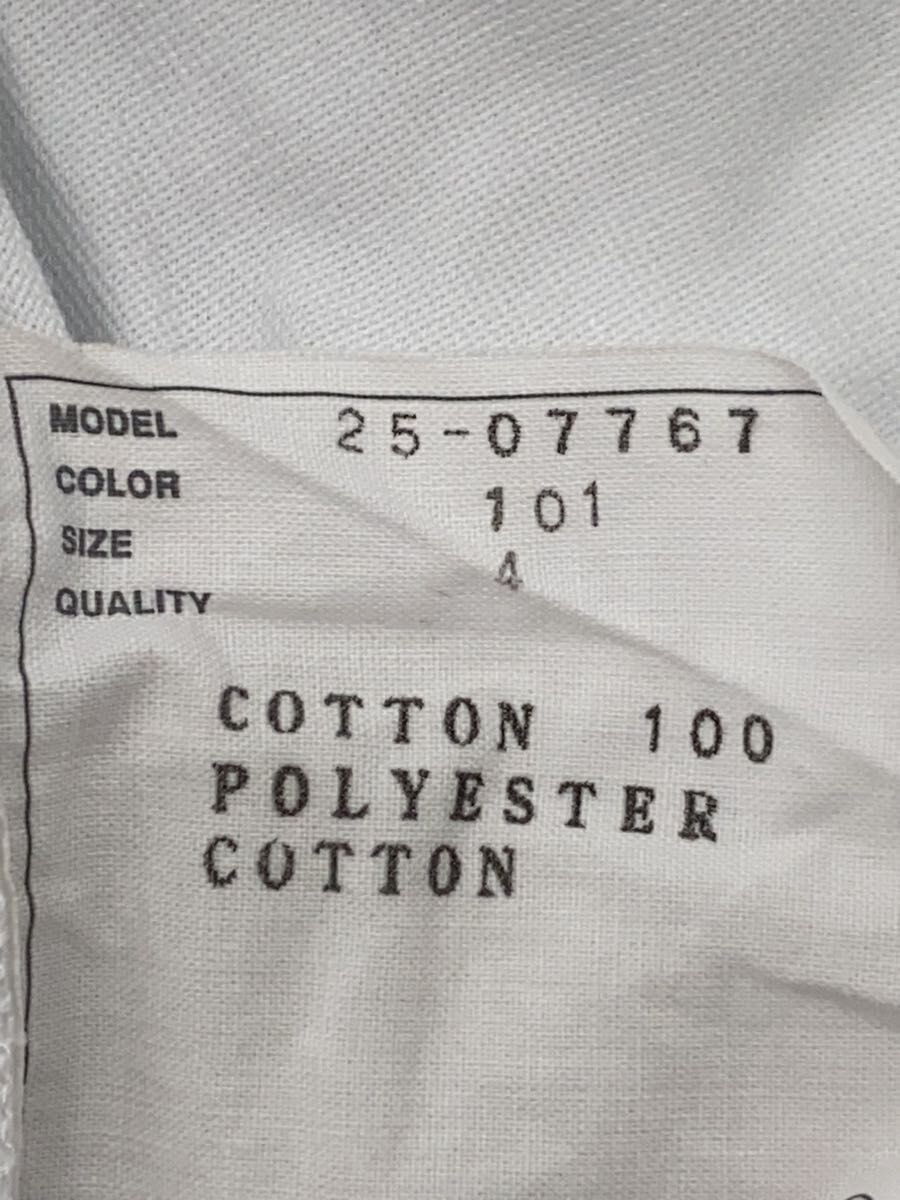 MODEL 25-07767
COLOR 101
SIZE 4
QUALITY
COTTON 100
POLYESTER
COTTON